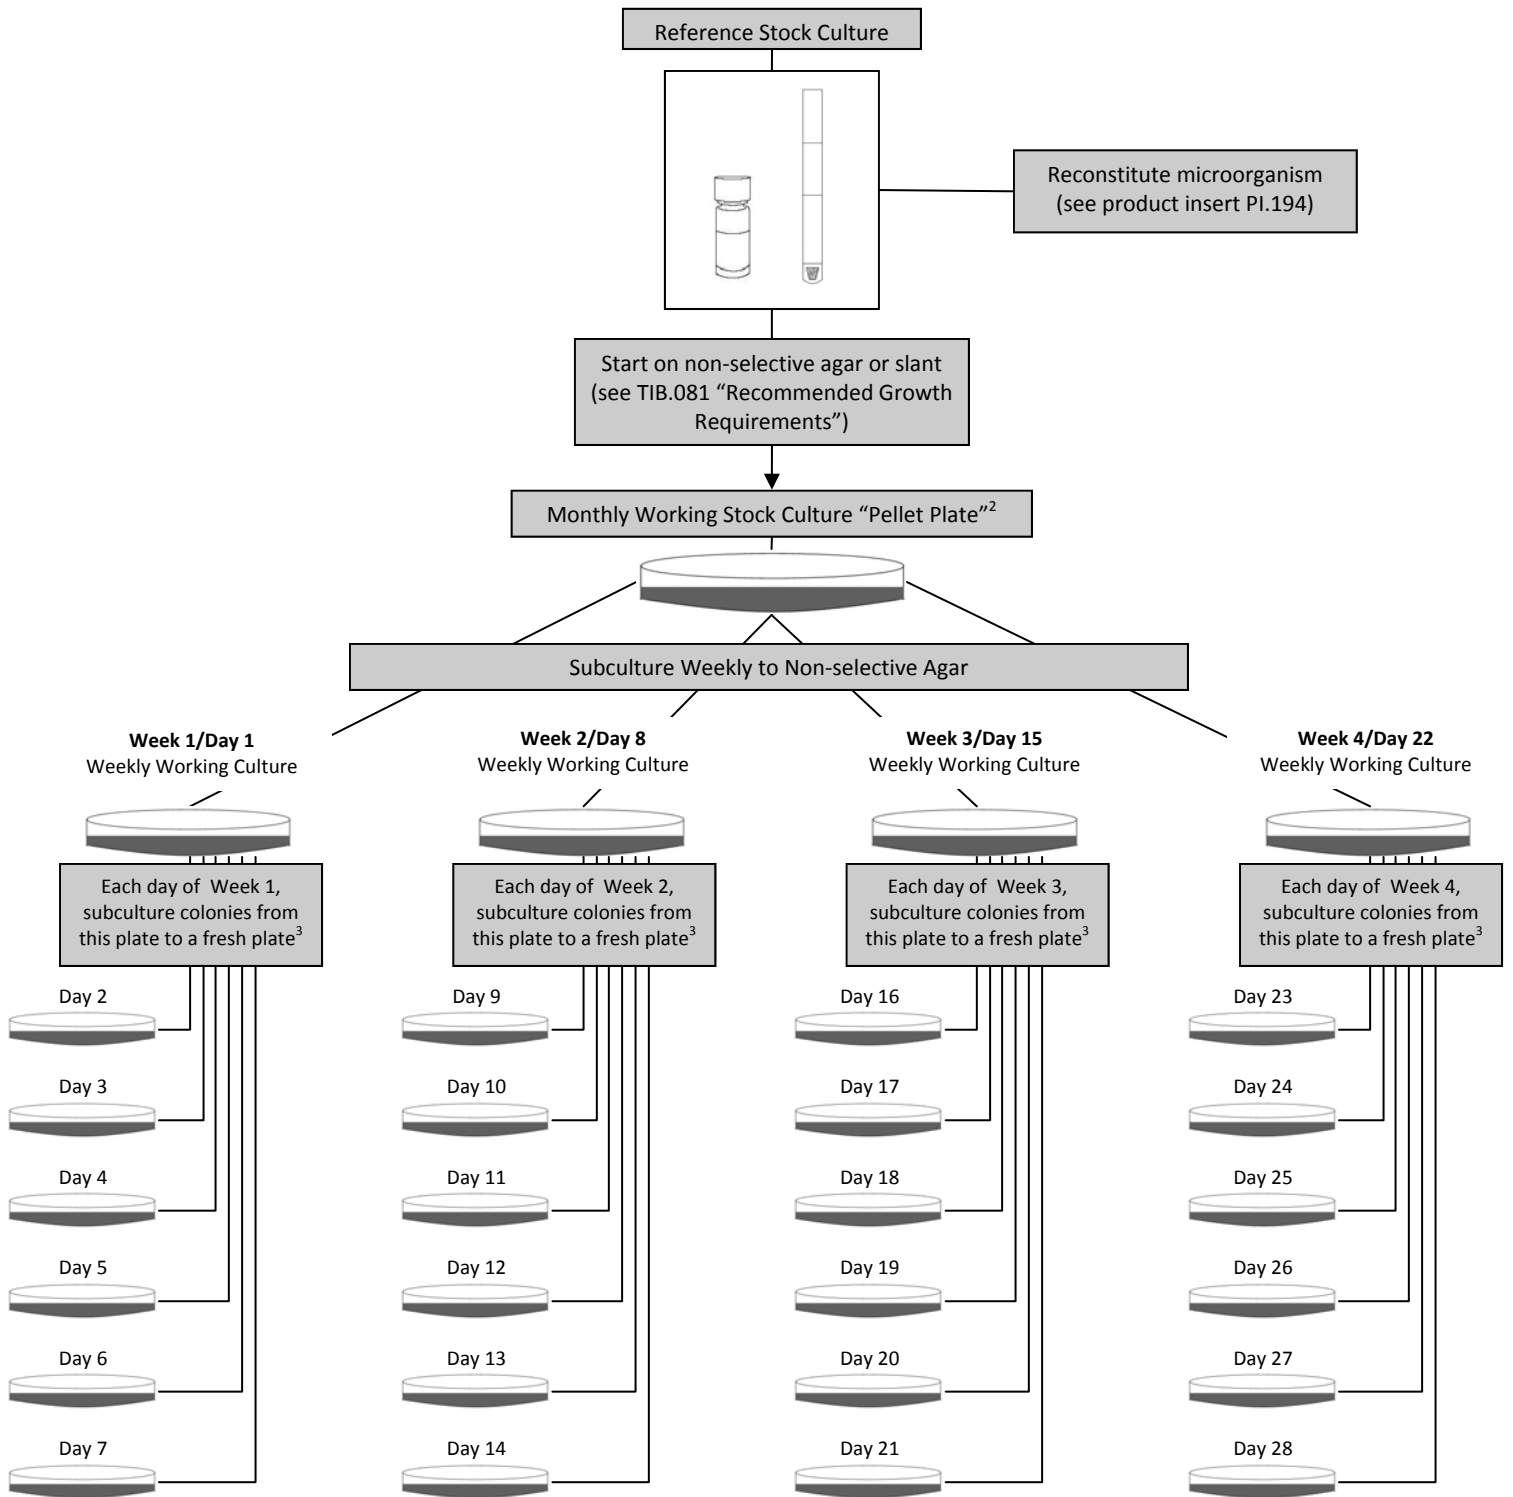 Reference Stock Culture
Reconstitute microorganism
(see product insert PI.194)
Start on non-selective agar or slant
(see TIB.081 “Recommended Growth
Requirements”)
Monthly Working Stock Culture “Pellet Plate”2
Subculture Weekly to Non-selective Agar
Week 1/Day 1
Weekly Working Culture
Each day of Week 1,
subculture colonies from
this plate to a fresh plate3
Day 2
Day 3
Day 4
Day 5
Day 6
Day 7
Week 2/Day 8
Weekly Working Culture
Each day of Week 2,
subculture colonies from
this plate to a fresh plate3
Day 9
Day 10
Day 11
Day 12
Day 13
Day 14
Week 3/Day 15
Weekly Working Culture
Each day of Week 3,
subculture colonies from
this plate to a fresh plate3
Day 16
Day 17
Day 18
Day 19
Day 20
Day 21
Week 4/Day 22
Weekly Working Culture
Each day of Week 4,
subculture colonies from
this plate to a fresh plate3
Day 23
Day 24
Day 25
Day 26
Day 27
Day 28